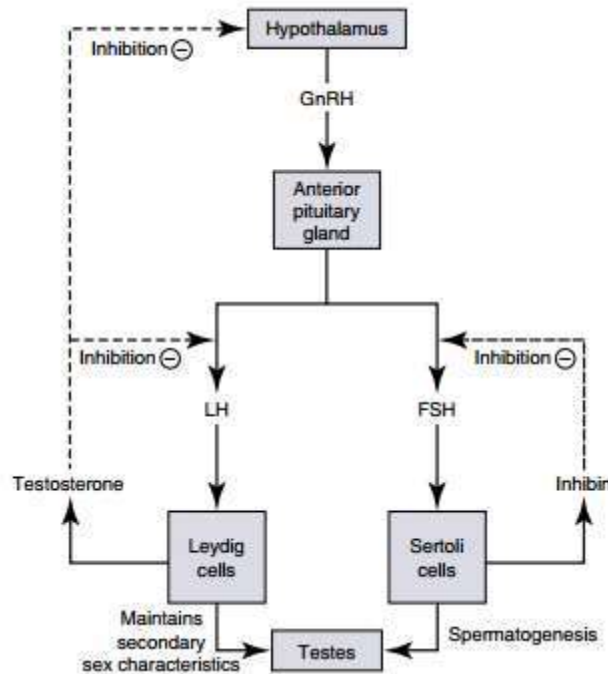 Hypothalamus
Inhibition ⊖
GnRH
Anterior
pituitary
gland
Inhibition ⊖
Inhibition ⊖
LH
FSH
Testosterone
Inhibin
Leydig
cells
Sertoli
cells
Maintains
secondary
sex characteristics
Testes
Spermatogenesis